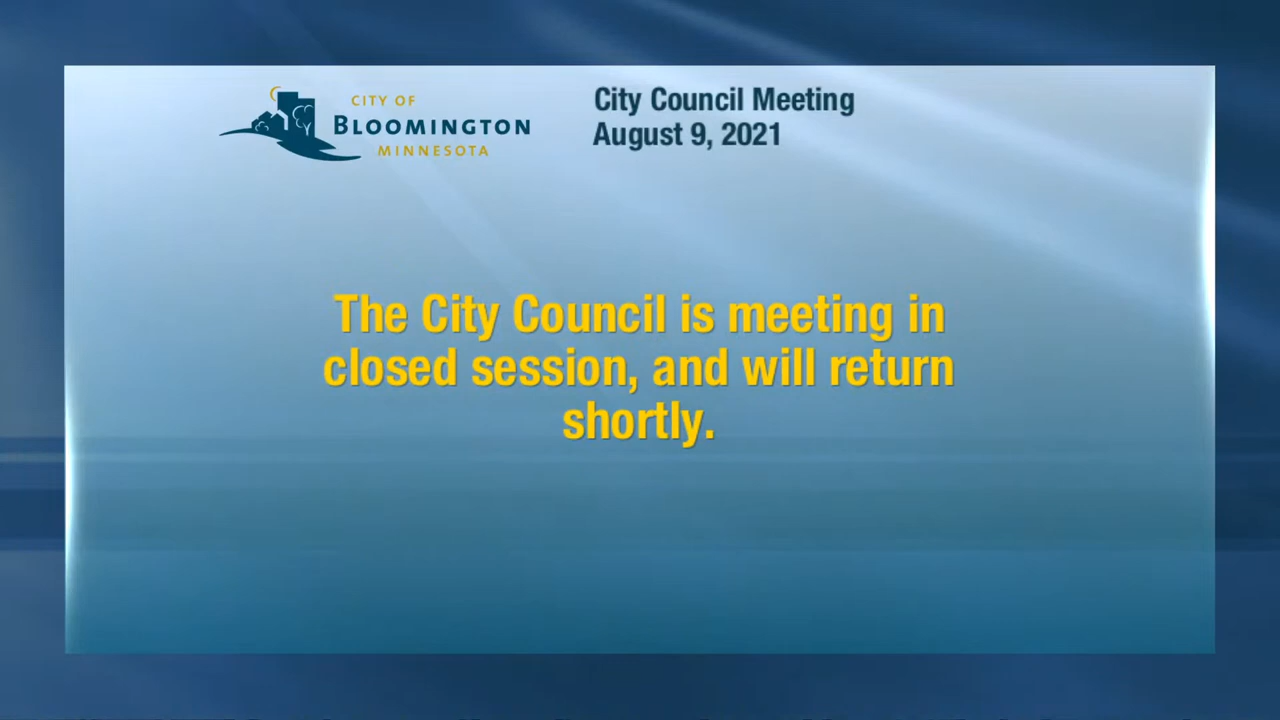 CITY OF
BLOOMINGTON
MINNESOTA
City Council Meeting
August 9, 2021
The City Council is meeting in
closed session, and will return
shortly.